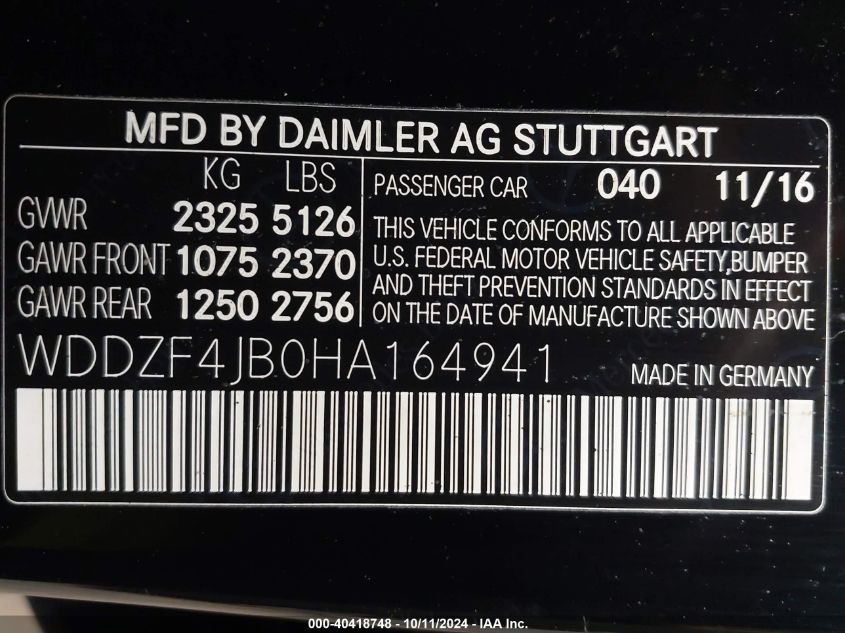 MFD BY DAIMLER AG STUTTGART
KG LBS
GVWR 2325 5126
GAWR FRONT 1075 2370
GAWR REAR 1250 2756
PASSENGER CAR 040 11/16
THIS VEHICLE CONFORMS TO ALL APPLICABLE
U.S. FEDERAL MOTOR VEHICLE SAFETY,BUMPER
AND THEFT PREVENTION STANDARDS IN EFFECT
ON THE DATE OF MANUFACTURE SHOWN ABOVE
WDDZF4JB0HA164941
MADE IN GERMANY
000-40418748 - 10/11/2024 - IAA Inc.